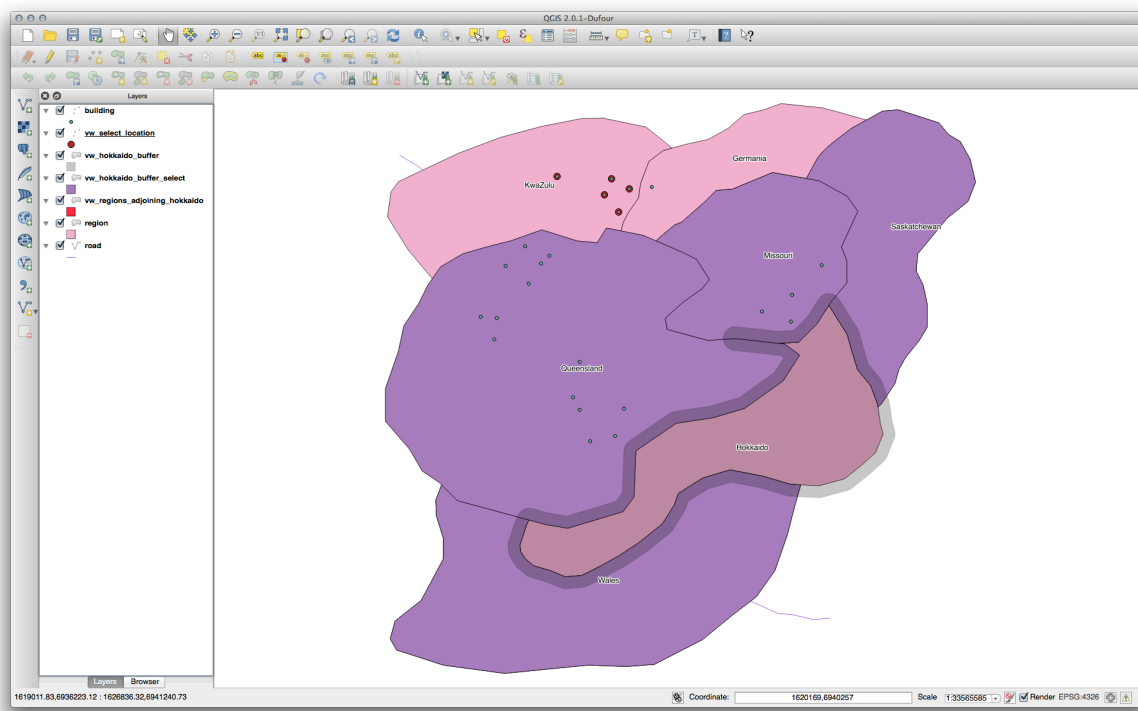 QGIS 2.0.1-Dufour
Layers
building
vw_select_location
vw_hokkaido_buffer
vw_hokkaido_buffer_select
vw_regions_adjoining_hokkaido
region
road
Germania
KwaZulu
Saskatchewan
Missouri
Queensland
Hokkaido
Wales
Layers Browser
1619011.83,6936223.12 : 1626836.32,6941240.73 Coordinate: 1620169,6940257 Scale 1:33565585 Render EPSG:4326